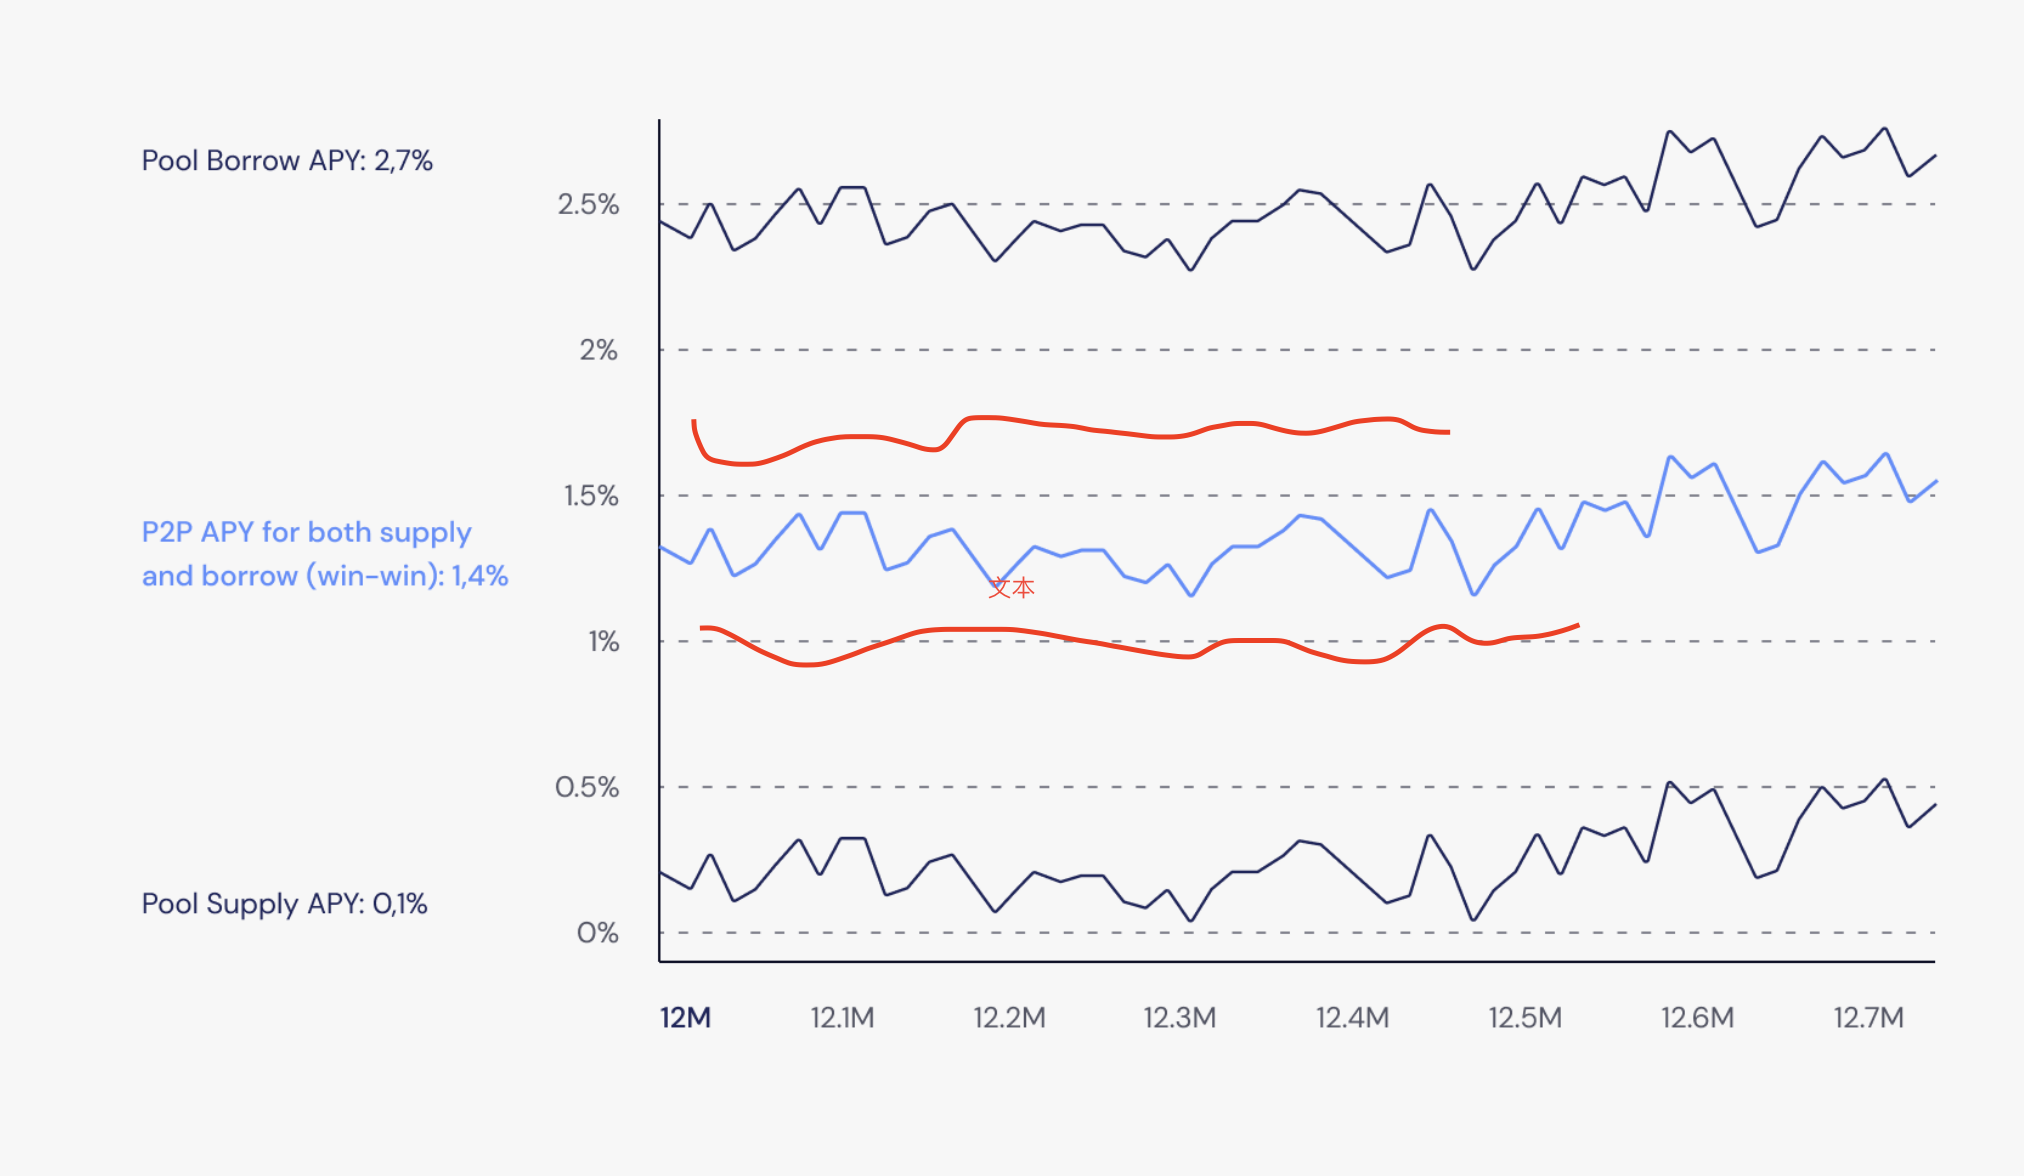 Pool Borrow APY: 2,7%
2.5%
2%
1.5%
P2P APY for both supply
and borrow (win-win): 1,4%
文本
1%
0.5%
Pool Supply APY: 0,1%
0%
12M 12.1M 12.2M 12.3M 12.4M 12.5M 12.6M 12.7M